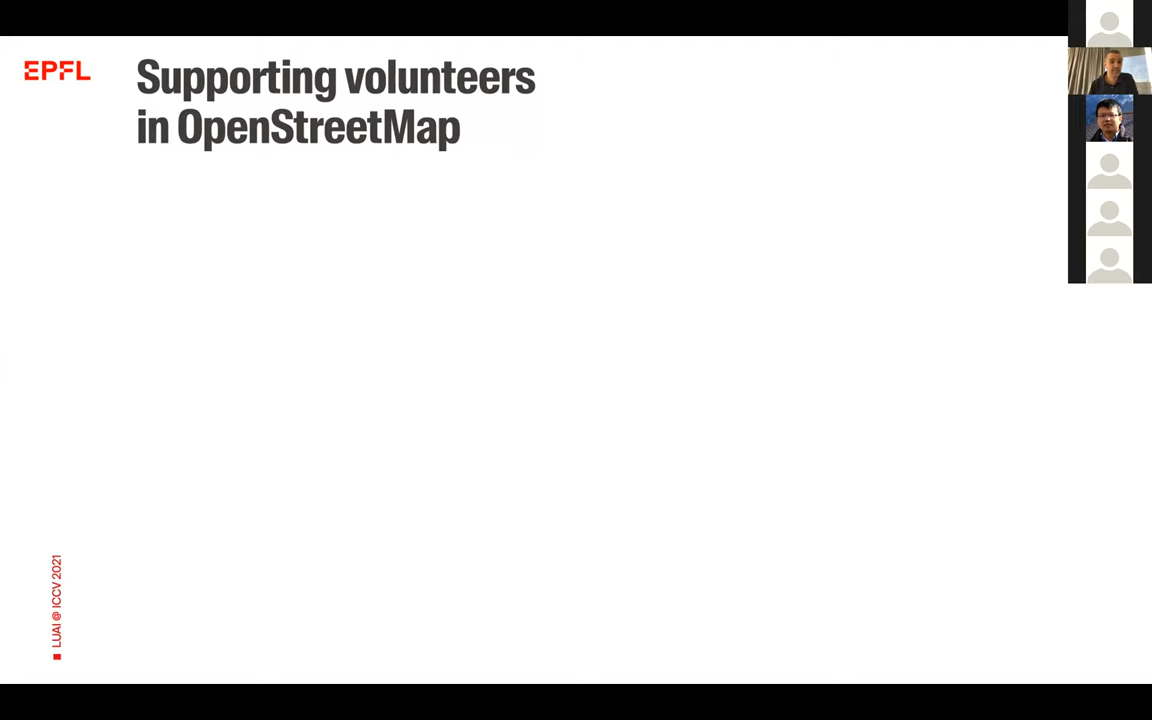 EPFL
Supporting volunteers
in OpenStreetMap
LUAI @ ICCV 2021